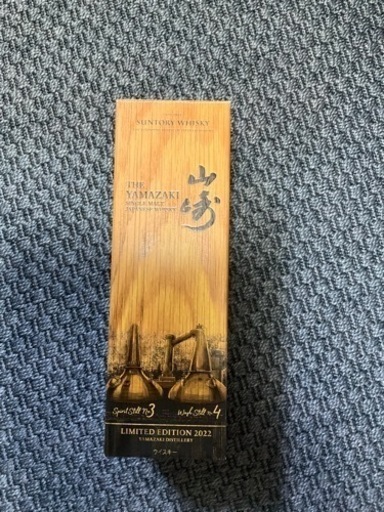 SUNTORY WHISKY
THE
YAMAZAKI
SINGLE MALT
JAPANESE WHISKY
山崎
Spirit Still No 3
Wash Still No 4
LIMITED EDITION 2022
YAMAZAKI DISTILLERY
ウイスキー